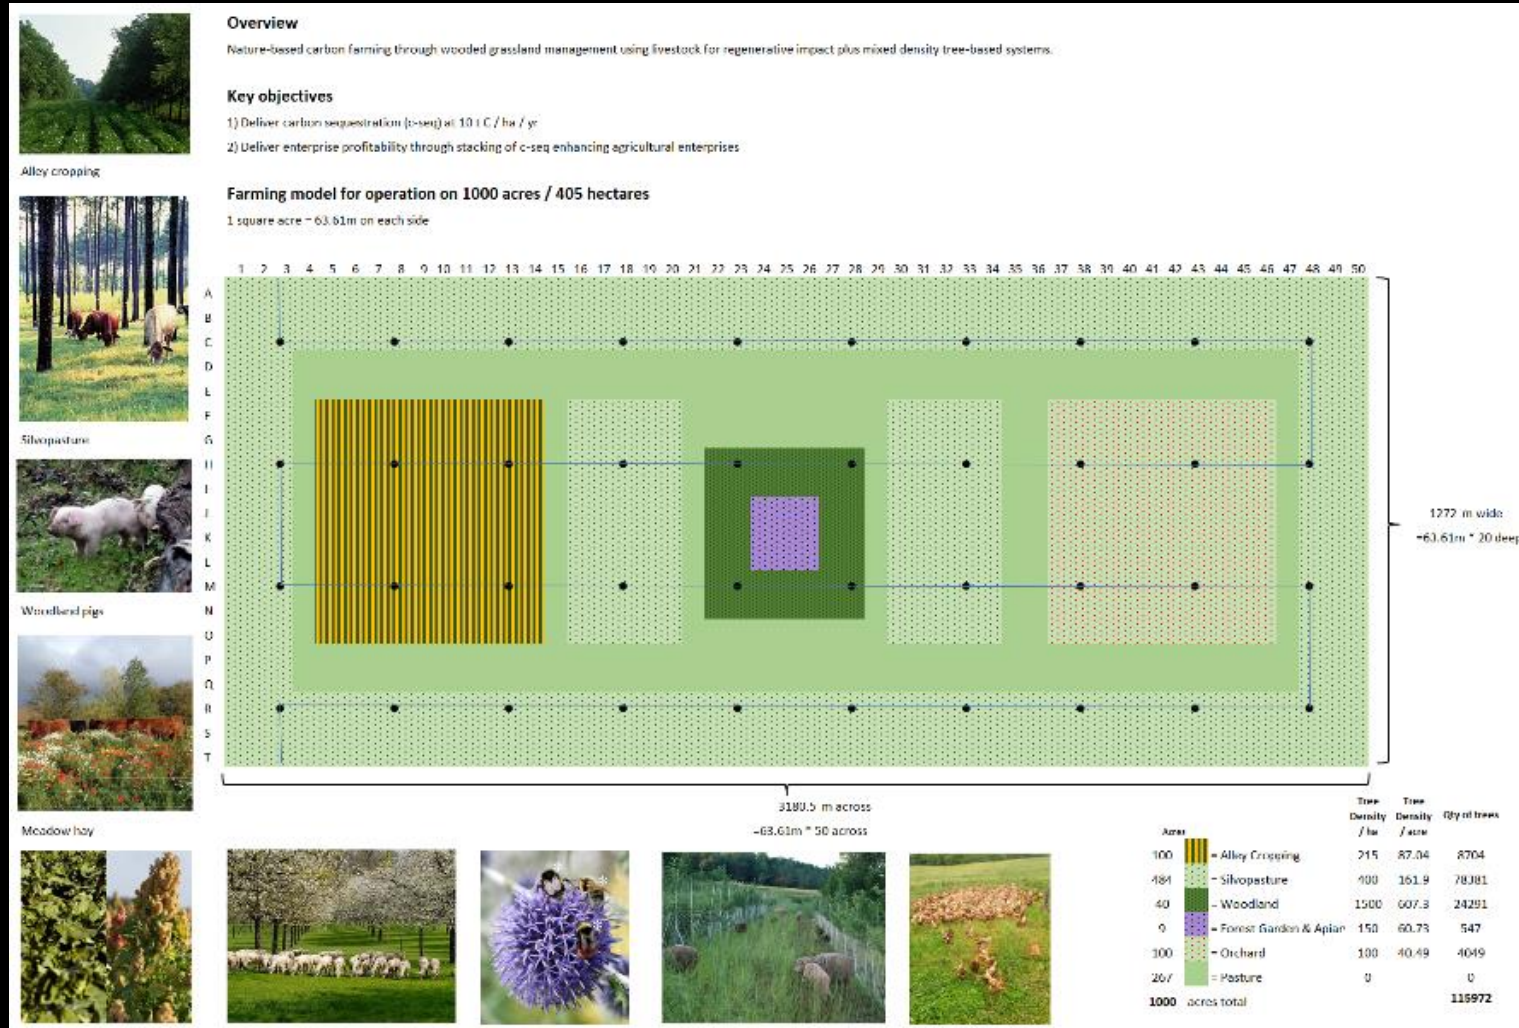 Overview
Nature-based carbon farming through wooded grassland management using livestock for regenerative impact plus mixed density tree-based systems.
Key objectives
1) Deliver carbon sequestration (c-seq) at 10 t C / ha / yr
2) Deliver enterprise profitability through stacking of c-seq enhancing agricultural enterprises
Farming model for operation on 1000 acres / 405 hectares
1 square acre = 63.61m on each side
Alley cropping
Silvopasture
Woodland pigs
Meadow hay
1 2 3 4 5 6 7 8 9 10 11 12 13 14 15 16 17 18 19 20 21 22 23 24 25 26 27 28 29 30 31 32 33 34 35 36 37 38 39 40 41 42 43 44 45 46 47 48 49 50
A
B
C
D
E
F
G
H
I
J
K
L
M
N
O
P
Q
R
S
T
1272 m wide
=63.61m * 20 deep
3180.5 m across
=63.61m * 50 across
Acres Tree Density / ha Tree Density / acre Qty of trees
100 = Alley Cropping 215 87.04 8704
484 = Silvopasture 400 161.9 78381
40 = Woodland 1500 607.3 24291
9 = Forest Garden & Apiar 150 60.73 547
100 = Orchard 100 40.49 4049
267 = Pasture 0 0
1000 acres total 115972